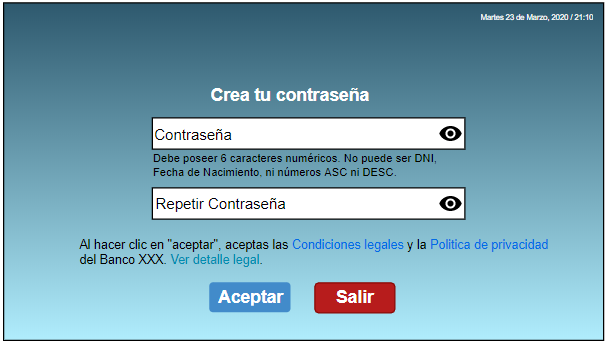 Martes 23 de Marzo, 2020 / 21:10
Crea tu contraseña
Contraseña
Debe poseer 6 caracteres numéricos. No puede ser DNI,
Fecha de Nacimiento, ni números ASC ni DESC.
Repetir Contraseña
Al hacer clic en "aceptar", aceptas las Condiciones legales y la Politica de privacidad
del Banco XXX. Ver detalle legal.
Aceptar Salir